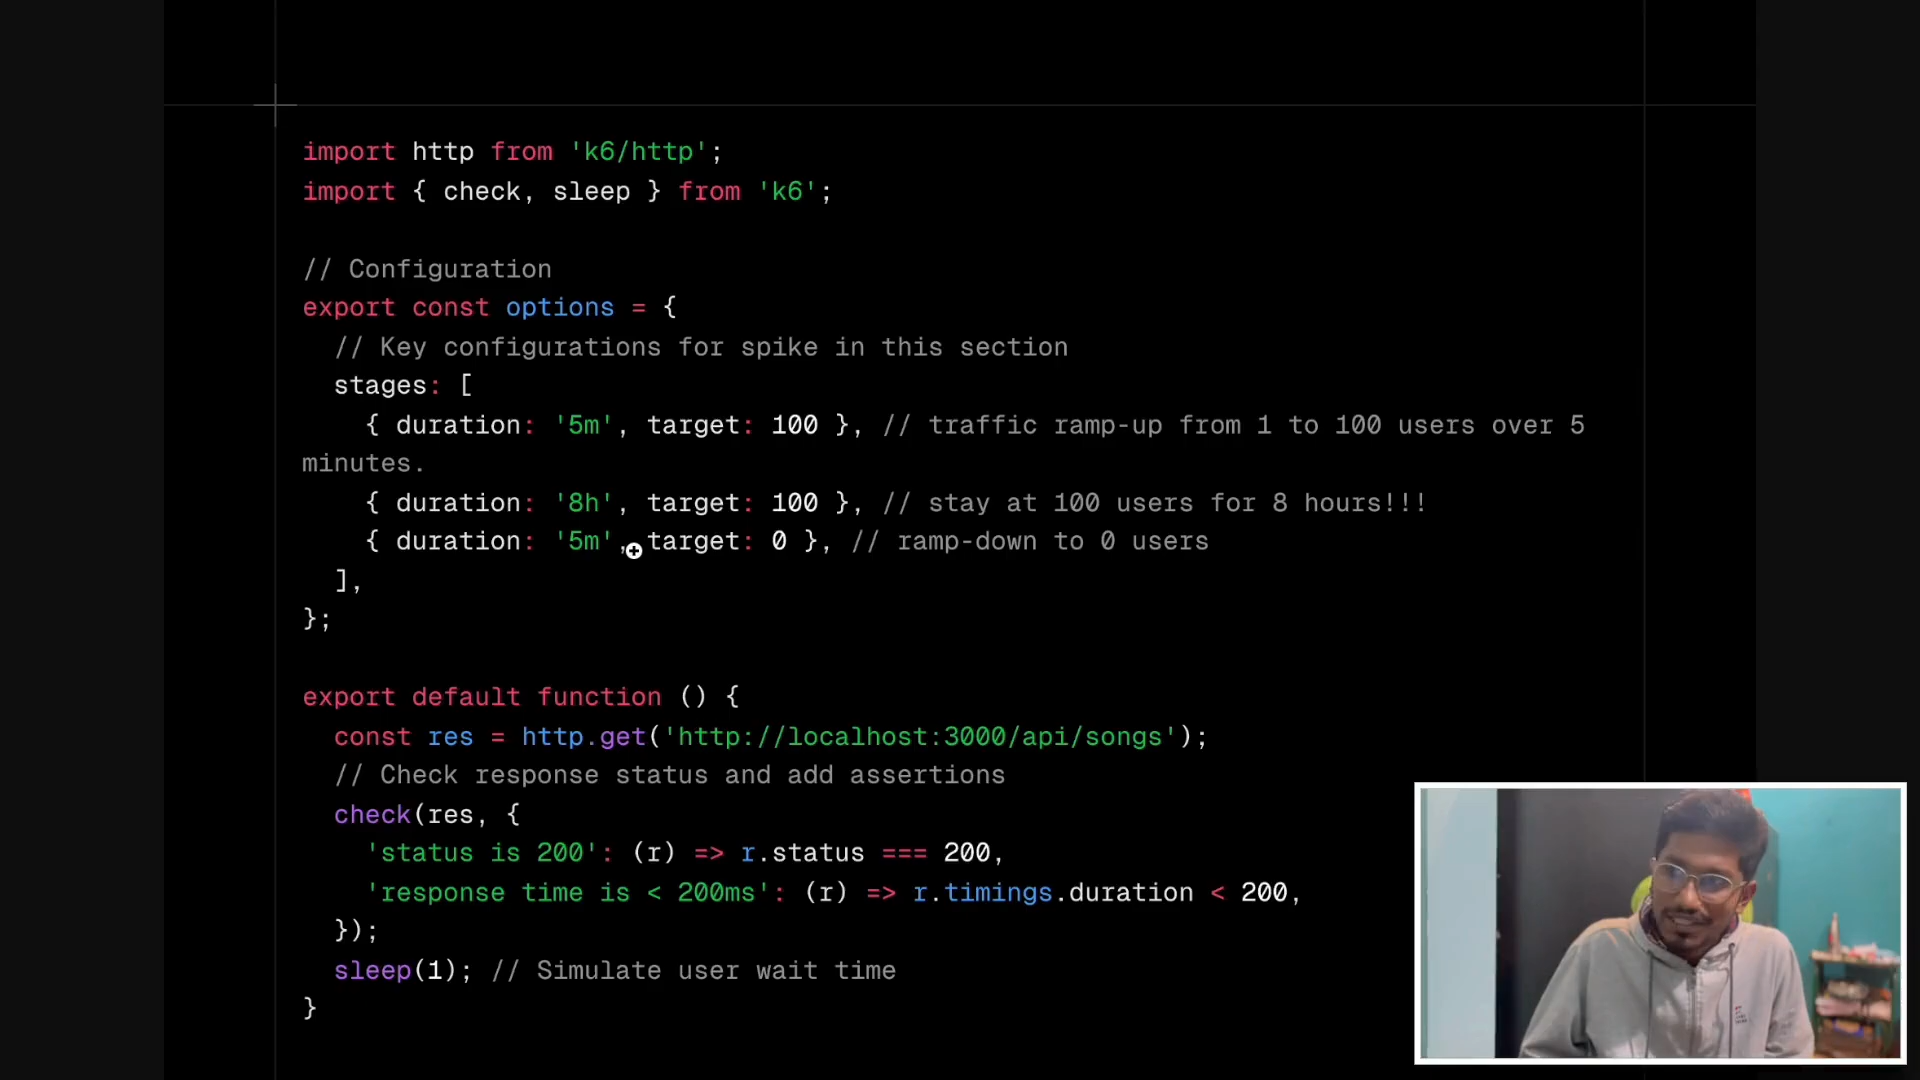 import http from 'k6/http';
import { check, sleep } from 'k6';
// Configuration
export const options = {
// Key configurations for spike in this section
stages: [
{ duration: '5m', target: 100 }, // traffic ramp-up from 1 to 100 users over 5
minutes.
{ duration: '8h', target: 100 }, // stay at 100 users for 8 hours!!!
{ duration: '5m', target: 0 }, // ramp-down to 0 users
],
};
export default function () {
const res = http.get('http://localhost:3000/api/songs');
// Check response status and add assertions
check(res, {
'status is 200': (r) => r.status === 200,
'response time is < 200ms': (r) => r.timings.duration < 200,
});
sleep(1); // Simulate user wait time
}